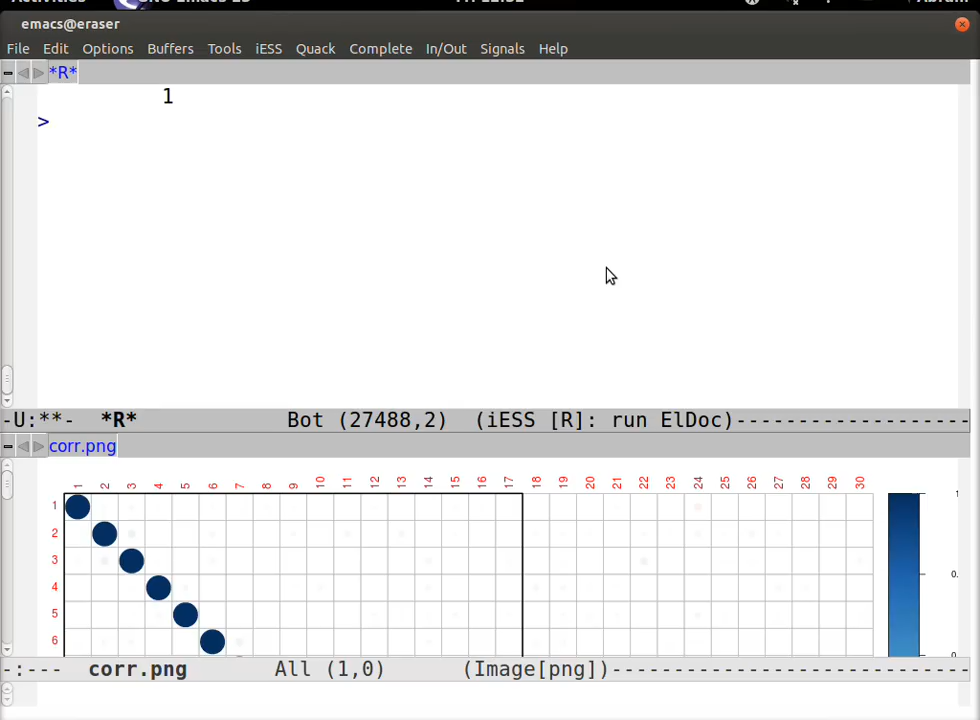 emacs@eraser
File Edit Options Buffers Tools iESS Quack Complete In/Out Signals Help
*R*
1
>
-U:**- *R* Bot (27488,2) (iESS [R]: run ElDoc)-------------------
corr.png
1 2 3 4 5 6 7 8 9 10 11 12 13 14 15 16 17 18 19 20 21 22 23 24 25 26 27 28 29 30
1
1
2
3
4
5
6
-:--- corr.png All (1,0) (Image[png])-----------------------------